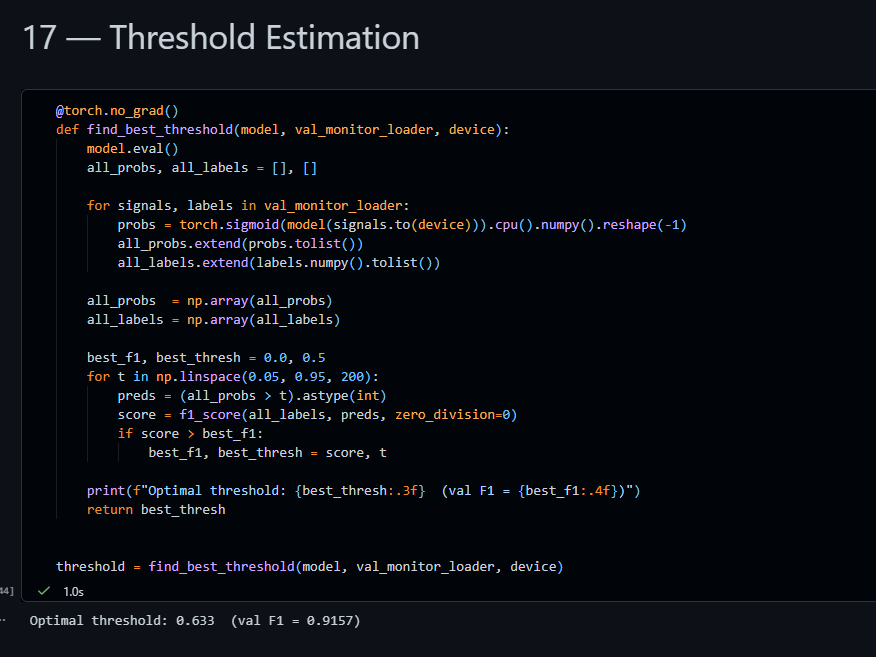 17 — Threshold Estimation
@torch.no_grad()
def find_best_threshold(model, val_monitor_loader, device):
    model.eval()
    all_probs, all_labels = [], []
    for signals, labels in val_monitor_loader:
        probs = torch.sigmoid(model(signals.to(device))).cpu().numpy().reshape(-1)
        all_probs.extend(probs.tolist())
        all_labels.extend(labels.numpy().tolist())
    all_probs  = np.array(all_probs)
    all_labels = np.array(all_labels)
    best_f1, best_thresh = 0.0, 0.5
    for t in np.linspace(0.05, 0.95, 200):
        preds = (all_probs > t).astype(int)
        score = f1_score(all_labels, preds, zero_division=0)
        if score > best_f1:
            best_f1, best_thresh = score, t
    print(f"Optimal threshold: {best_thresh:.3f}  (val F1 = {best_f1:.4f})")
    return best_thresh
threshold = find_best_threshold(model, val_monitor_loader, device)
44] ✓ 1.0s
Optimal threshold: 0.633  (val F1 = 0.9157)